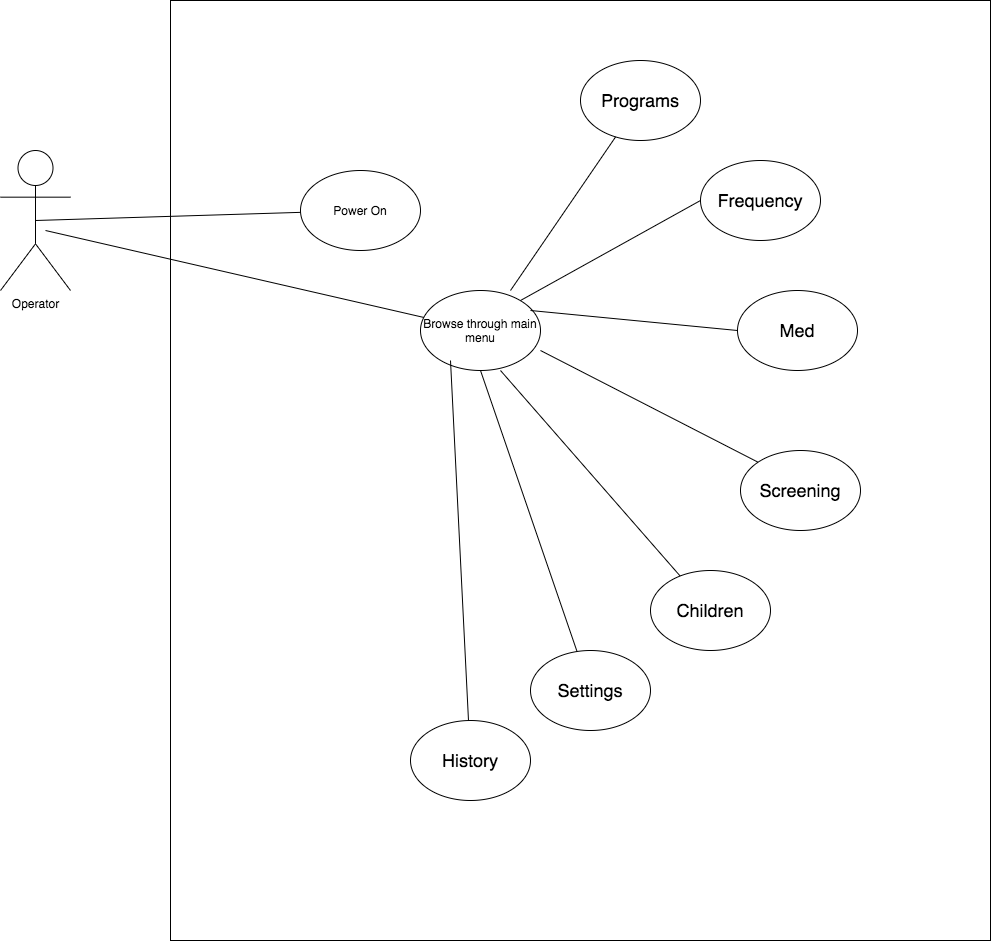 Programs
Frequency
Power On
Operator
Browse through main
menu
Med
Screening
Children
Settings
History